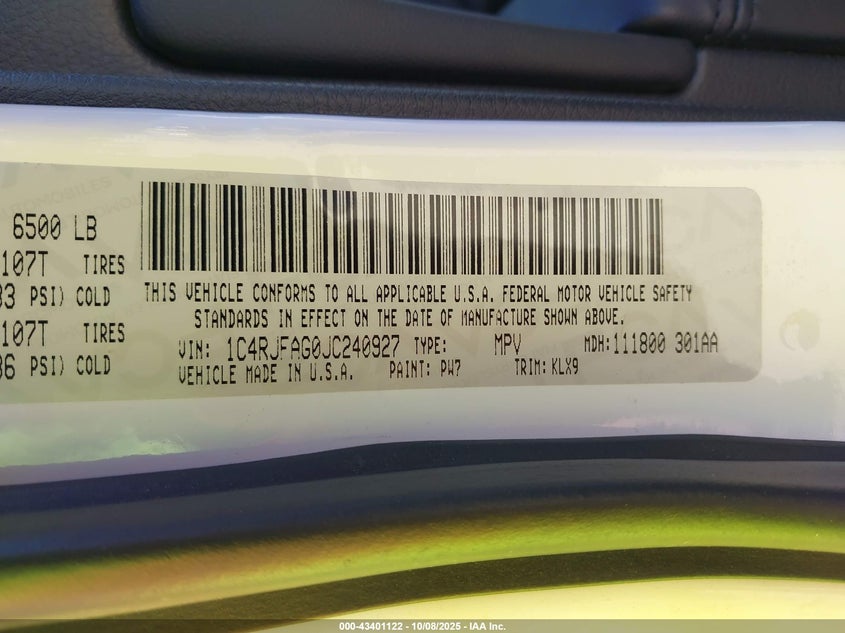 6500 LB
107T TIRES
33 PSI) COLD
107T TIRES
36 PSI) COLD
THIS VEHICLE CONFORMS TO ALL APPLICABLE U.S.A. FEDERAL MOTOR VEHICLE SAFETY
STANDARDS IN EFFECT ON THE DATE OF MANUFACTURE SHOWN ABOVE.
VIN: 1C4RJFAG0JC240927 TYPE: MPV MDH:111800 301AA
VEHICLE MADE IN U.S.A. PAINT: PW7 TRIM: KLX9
000-43401122 - 10/08/2025 - IAA Inc.